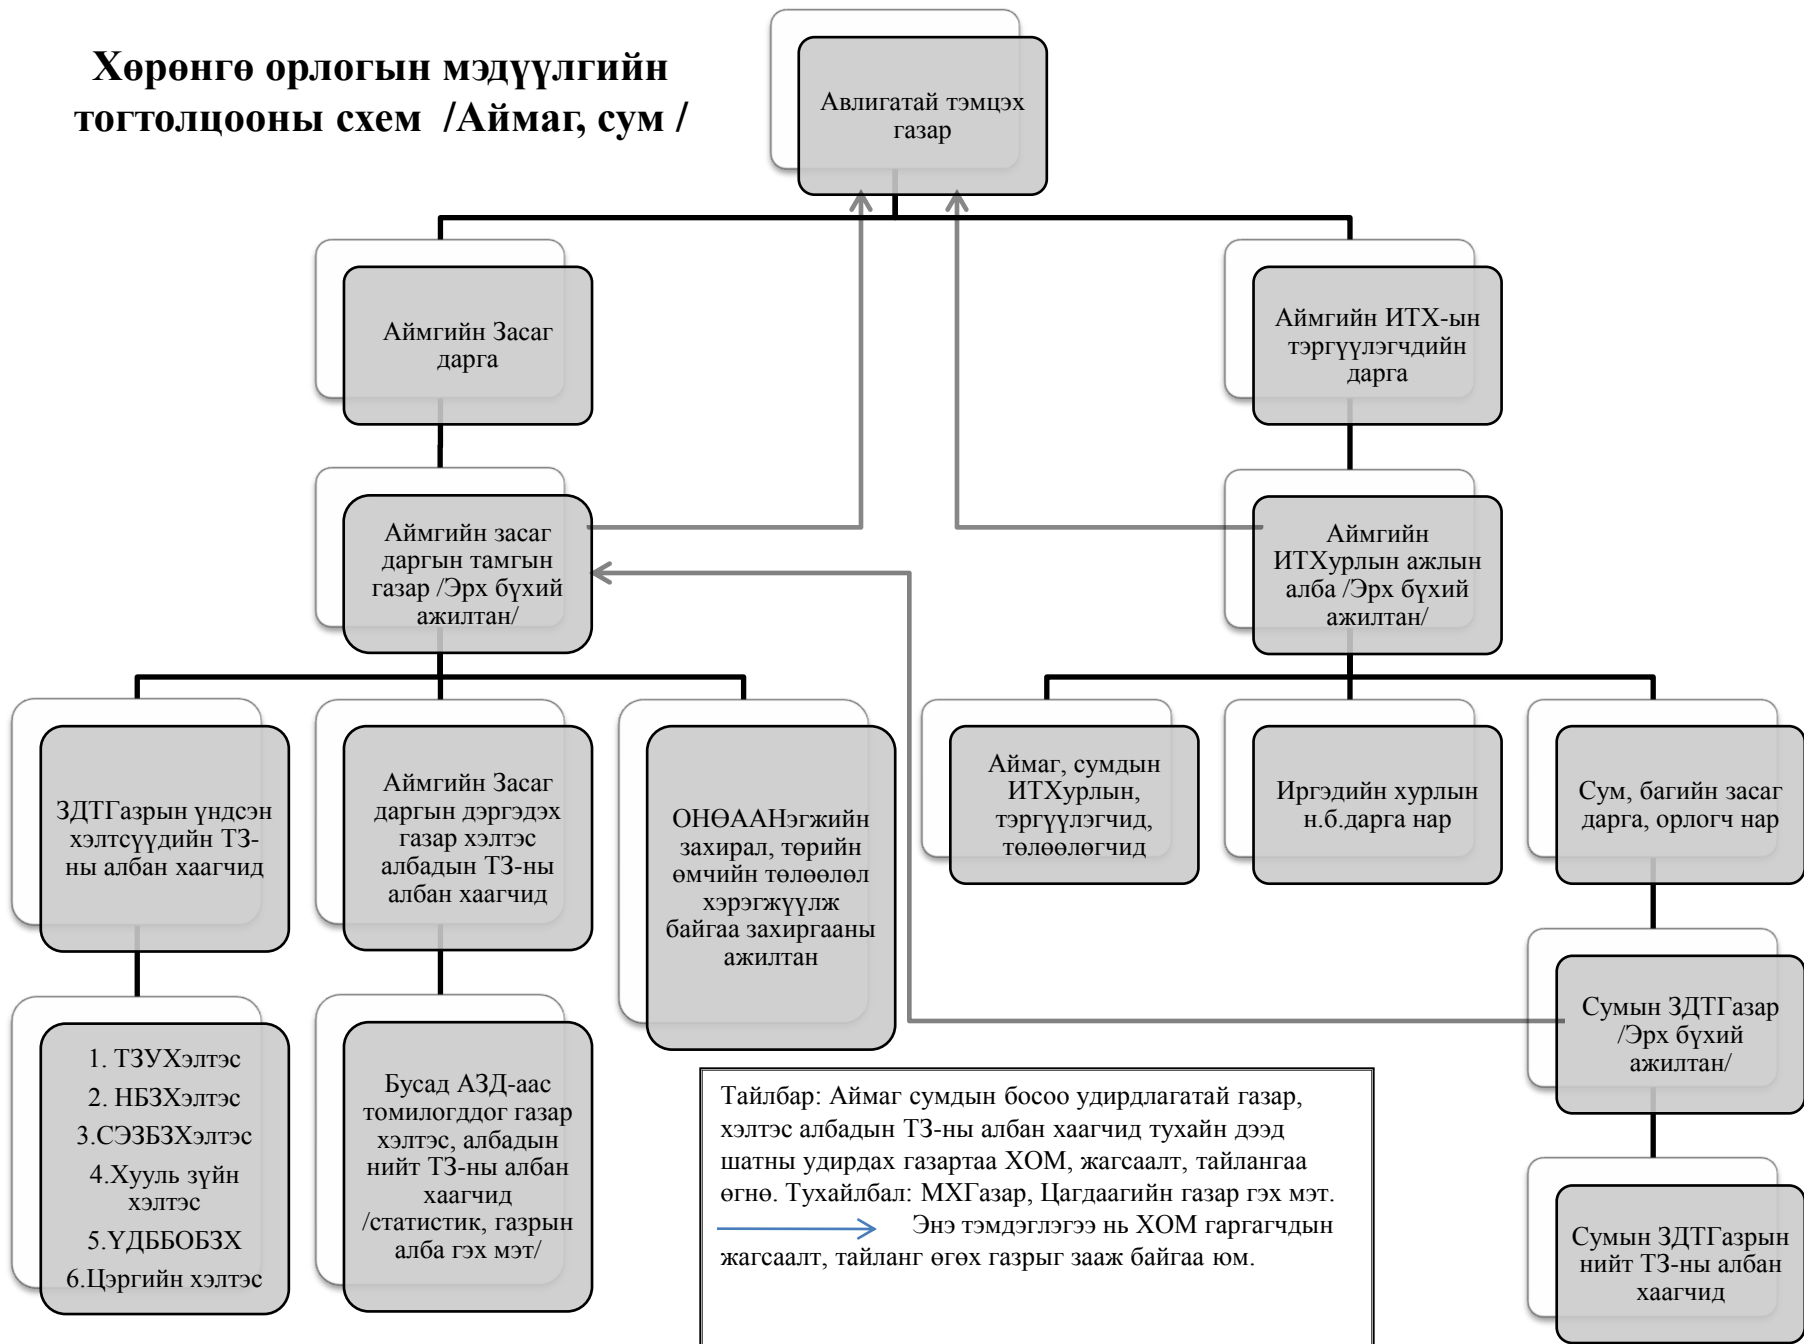 Хөрөнгө орлогын мэдүүлгийн
тогтолцооны схем /Аймаг, сум /
Авлигатай тэмцэх
газар
Аймгийн Засаг
дарга
Аймгийн ИТХ-ын
тэргүүлэгчдийн
дарга
Аймгийн засаг
даргын тамгын
газар /Эрх бүхий
ажилтан/
Аймгийн
ИТХурлын ажлын
алба /Эрх бүхий
ажилтан/
ЗДТГазрын үндсэн
хэлтсүүдийн ТЗ-
ны албан хаагчид
Аймгийн Засаг
даргын дэргэдэх
газар хэлтэс
албадын ТЗ-ны
албан хаагчид
ОНӨААНэгжийн
захирал, төрийн
өмчийн төлөөлөл
хэрэгжүүлж
байгаа захиргааны
ажилтан
Аймаг, сумдын
ИТХурлын,
тэргүүлэгчид,
төлөөлөгчид
Иргэдийн хурлын
н.б.дарга нар
Сум, багийн засаг
дарга, орлогч нар
1. ТЗУХэлтэс
2. НБЗХэлтэс
3.СЭЗБЗХэлтэс
4.Хууль зүйн
хэлтэс
5.ҮДББОБЗХ
6.Цэргийн хэлтэс
Бусад АЗД-аас
томилогддог газар
хэлтэс, албадын
нийт ТЗ-ны албан
хаагчид
/статистик, газрын
алба гэх мэт/
Сумын ЗДТГазар
/Эрх бүхий
ажилтан/
Сумын ЗДТГазрын
нийт ТЗ-ны албан
хаагчид
Тайлбар: Аймаг сумдын босоо удирдлагатай газар,
хэлтэс албадын ТЗ-ны албан хаагчид тухайн дээд
шатны удирдах газартаа ХОМ, жагсаалт, тайлангаа
өгнө. Тухайлбал: МХГазар, Цагдаагийн газар гэх мэт.
Энэ тэмдэглэгээ нь ХОМ гаргагчдын
жагсаалт, тайланг өгөх газрыг зааж байгаа юм.